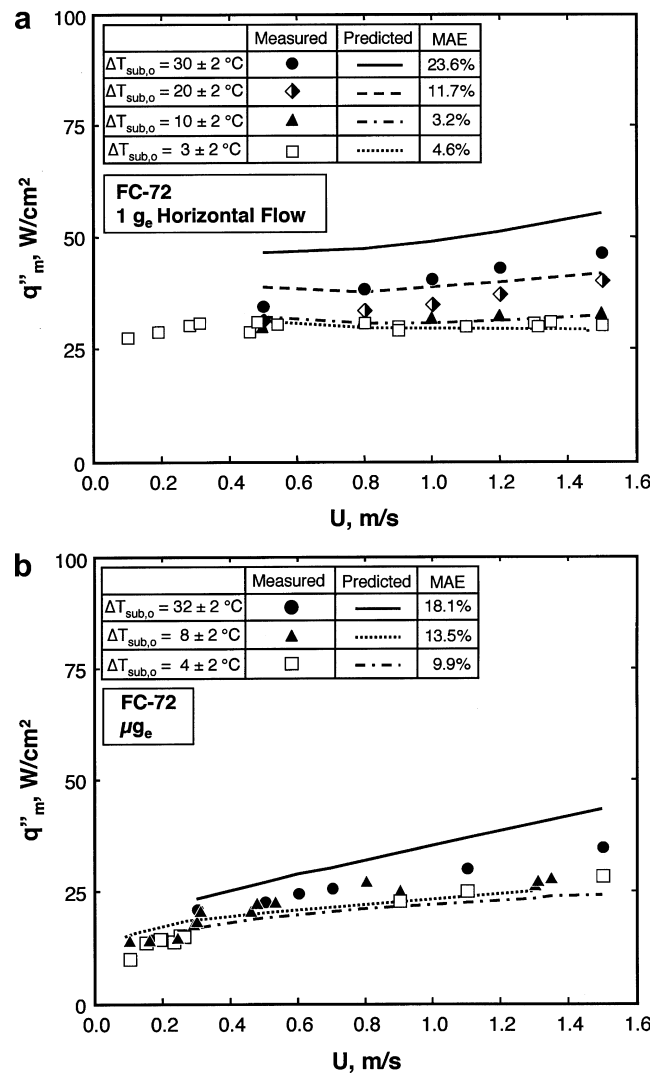 a
100
75
50
25
0
q”m, W/cm2
Measured Predicted MAE
ΔTsub,o = 30 ± 2 °C 23.6%
ΔTsub,o = 20 ± 2 °C 11.7%
ΔTsub,o = 10 ± 2 °C 3.2%
ΔTsub,o = 3 ± 2 °C 4.6%
FC-72
1 ge Horizontal Flow
0.0 0.2 0.4 0.6 0.8 1.0 1.2 1.4 1.6
U, m/s
b
100
75
50
25
0
q”m, W/cm2
Measured Predicted MAE
ΔTsub,o = 32 ± 2 °C 18.1%
ΔTsub,o = 8 ± 2 °C 13.5%
ΔTsub,o = 4 ± 2 °C 9.9%
FC-72
μge
0.0 0.2 0.4 0.6 0.8 1.0 1.2 1.4 1.6
U, m/s